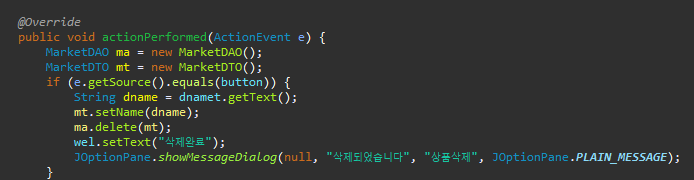 @Override
public void actionPerformed(ActionEvent e) {
MarketDAO ma = new MarketDAO();
MarketDTO mt = new MarketDTO();
if (e.getSource().equals(button)) {
String dname = dnamet.getText();
mt.setName(dname);
ma.delete(mt);
wel.setText("삭제완료");
JOptionPane.showMessageDialog(null, "삭제되었습니다", "상품삭제", JOptionPane.PLAIN_MESSAGE);
}